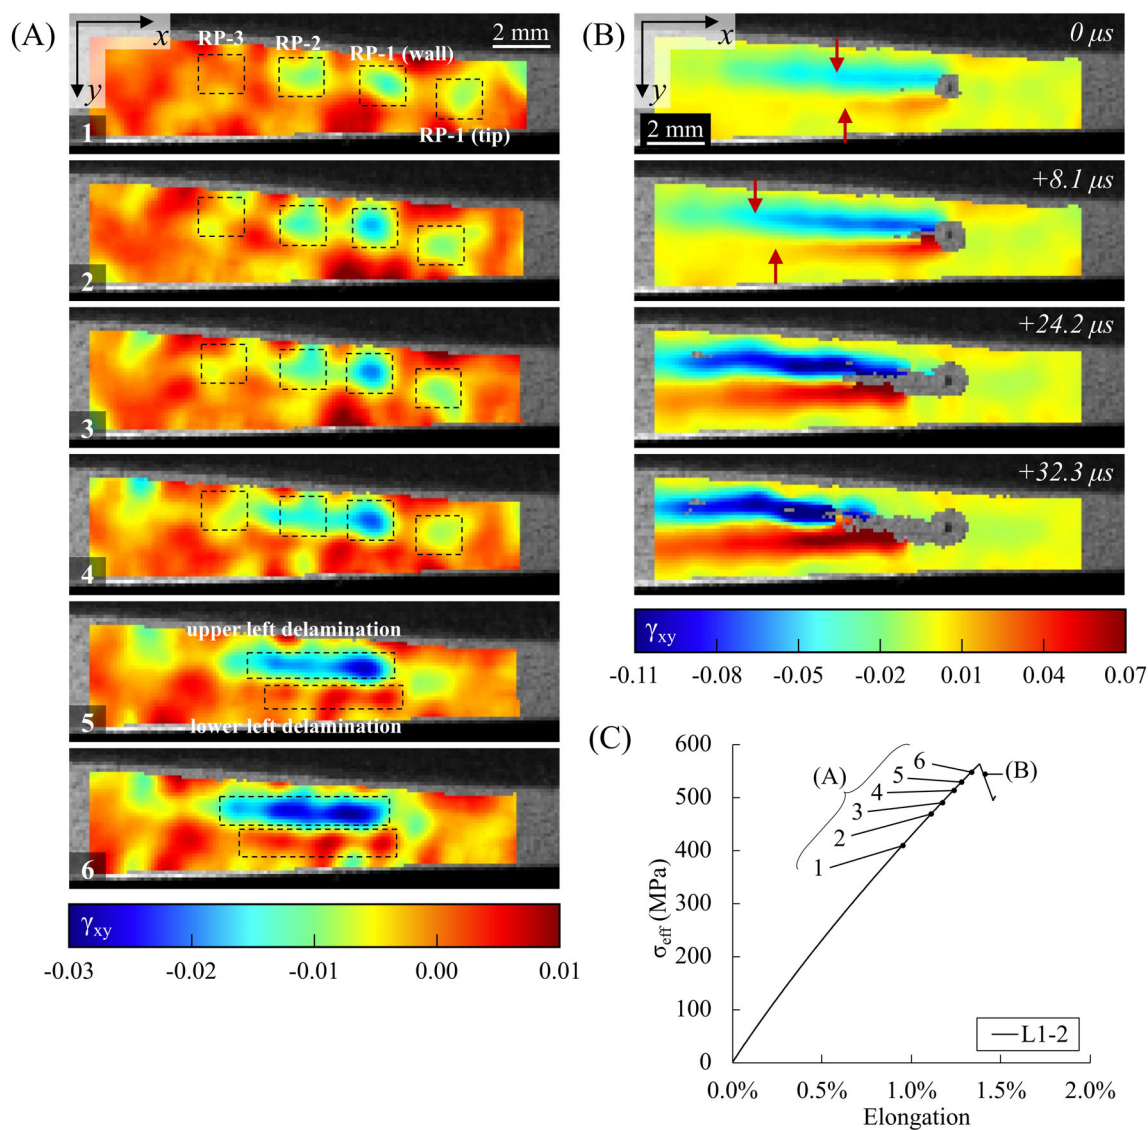 (A)
x
y
RP-3
RP-2
RP-1 (wall)
2 mm
RP-1 (tip)
1
2
3
4
upper left delamination
5
lower left delamination
6
γxy
-0.03
-0.02
-0.01
0.00
0.01
(B)
x
y
0 µs
2 mm
+8.1 µs
+24.2 µs
+32.3 µs
γxy
-0.11
-0.08
-0.05
-0.02
0.01
0.04
0.07
(C)
600
500
400
300
200
100
0
σeff (MPa)
(A)
6
5
4
3
2
1
(B)
L1-2
0.0%
0.5%
1.0%
1.5%
2.0%
Elongation